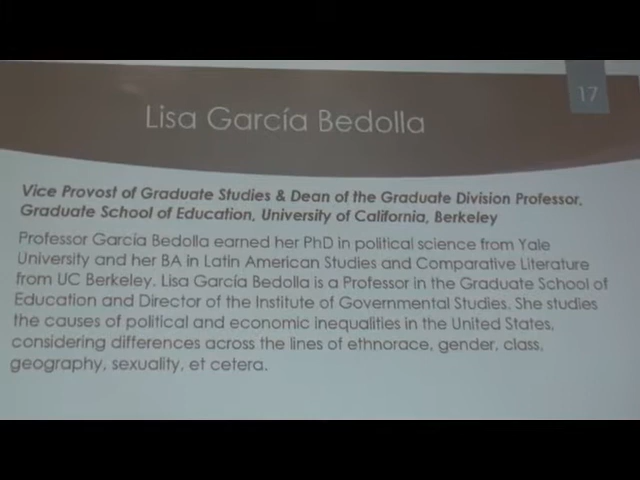 17
Lisa García Bedolla
Vice Provost of Graduate Studies & Dean of the Graduate Division Professor,
Graduate School of Education, University of California, Berkeley
Professor García Bedolla earned her PhD in political science from Yale
University and her BA in Latin American Studies and Comparative Literature
from UC Berkeley. Lisa García Bedolla is a Professor in the Graduate School of
Education and Director of the Institute of Governmental Studies. She studies
the causes of political and economic inequalities in the United States,
considering differences across the lines of ethnorace, gender, class,
geography, sexuality, et cetera.